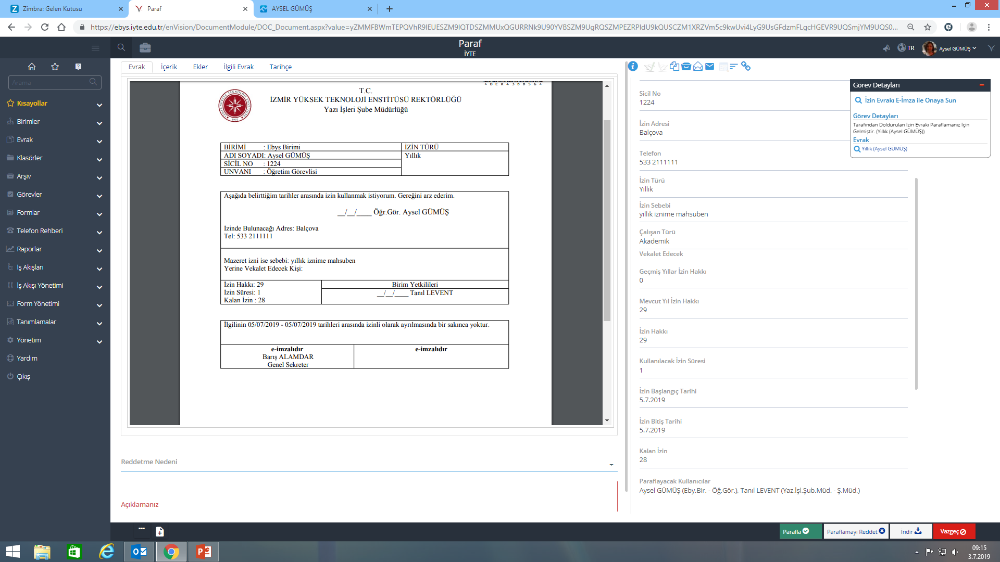 Zimbra: Gelen Kutusu
Paraf
AYSEL GÜMÜŞ
https://ebys.iyte.edu.tr/enVision/DocumentModule/DOC_Document.aspx?value=
Paraf
İYTE
TR
Aysel GÜMÜŞ
Arama
Kısayollar
Birimler
Evrak
Klasörler
Arşiv
Görevler
Formlar
Telefon Rehberi
Raporlar
İş Akışları
İş Akışı Yönetimi
Form Yönetimi
Tanımlamalar
Yönetim
Yardım
Çıkış
Evrak
İçerik
Ekler
İlgili Evrak
Tarihçe
*BEK43DD56*
T.C.
İZMİR YÜKSEK TEKNOLOJİ ENSTİTÜSÜ REKTÖRLÜĞÜ
Yazı İşleri Şube Müdürlüğü
BİRİMİ : Ebys Birimi
ADI SOYADI: Aysel GÜMÜŞ
SİCİL NO : 1224
UNVANI : Öğretim Görevlisi
İZİN TÜRÜ
Yıllık
Aşağıda belirttiğim tarihler arasında izin kullanmak istiyorum. Gereğini arz ederim.
__/__/____ Öğr.Gör. Aysel GÜMÜŞ
İzinde Bulunacağı Adres: Balçova
Tel: 533 2111111
Mazeret izni ise sebebi: yıllık iznime mahsuben
Yerine Vekalet Edecek Kişi:
İzin Hakkı: 29
İzin Süresi: 1
Kalan İzin : 28
Birim Yetkilileri
__/__/____ Tanıl LEVENT
İlgilinin 05/07/2019 - 05/07/2019 tarihleri arasında izinli olarak ayrılmasında bir sakınca yoktur.
e-imzalıdır
Barış ALAMDAR
Genel Sekreter
e-imzalıdır
Reddetme Nedeni
Açıklamanız
Sicil No
1224
İzin Adresi
Balçova
Telefon
533 2111111
İzin Türü
Yıllık
İzin Sebebi
yıllık iznime mahsuben
Çalışan Türü
Akademik
Vekalet Edecek
Geçmiş Yıllar İzin Hakkı
0
Mevcut Yıl İzin Hakkı
29
İzin Hakkı
29
Kullanılacak İzin Süresi
1
İzin Başlangıç Tarihi
5.7.2019
İzin Bitiş Tarihi
5.7.2019
Kalan İzin
28
Paraflayacak Kullanıcılar
Aysel GÜMÜŞ (Eby.Bir. - Öğ.Gör.), Tanıl LEVENT (Yaz.İşl.Şub.Müd. - Ş.Müd.)
Görev Detayları
İzin Evrakı E-İmza ile Onaya Sun
Görev Detayları
Tarafından Doldurulan İzin Evrakı Paraflamanız İçin
Gelmiştir. (Yıllık (Aysel GÜMÜŞ))
Evrak
Yıllık (Aysel GÜMÜŞ)
Parafla
Paraflamayı Reddet
İndir
Vazgeç
09:15
3.7.2019